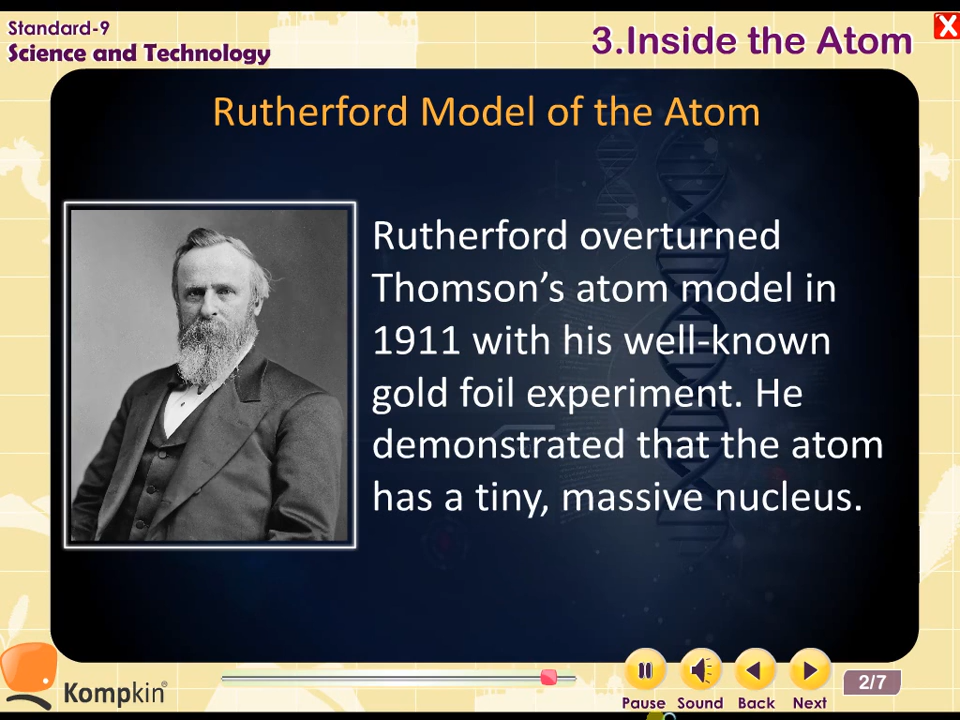 Standard-9
Science and Technology
3.Inside the Atom
X
Rutherford Model of the Atom
Rutherford overturned
Thomson’s atom model in
1911 with his well-known
gold foil experiment. He
demonstrated that the atom
has a tiny, massive nucleus.
Kompkin®
Pause Sound Back Next
2/7